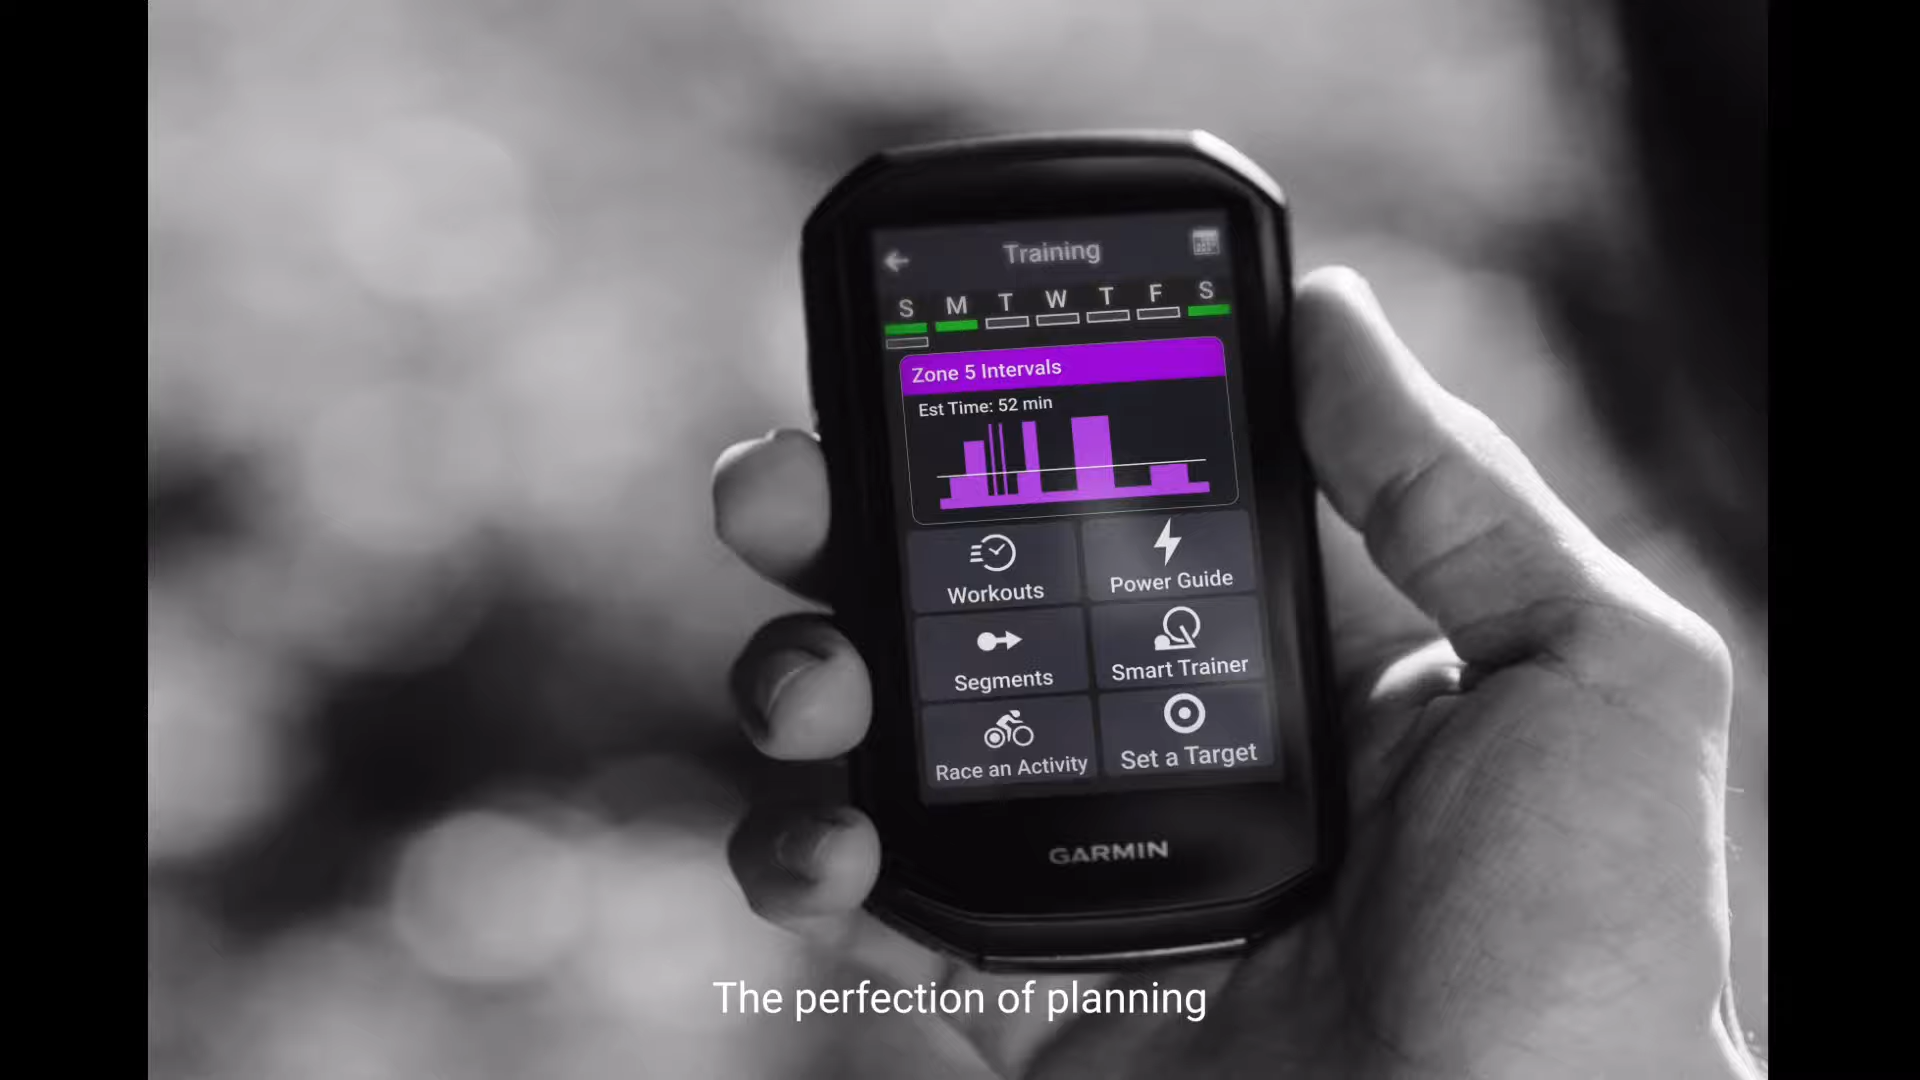 Training
S M T W T F S
Zone 5 Intervals
Est Time: 52 min
Workouts
Power Guide
Segments
Smart Trainer
Race an Activity
Set a Target
GARMIN
The perfection of planning